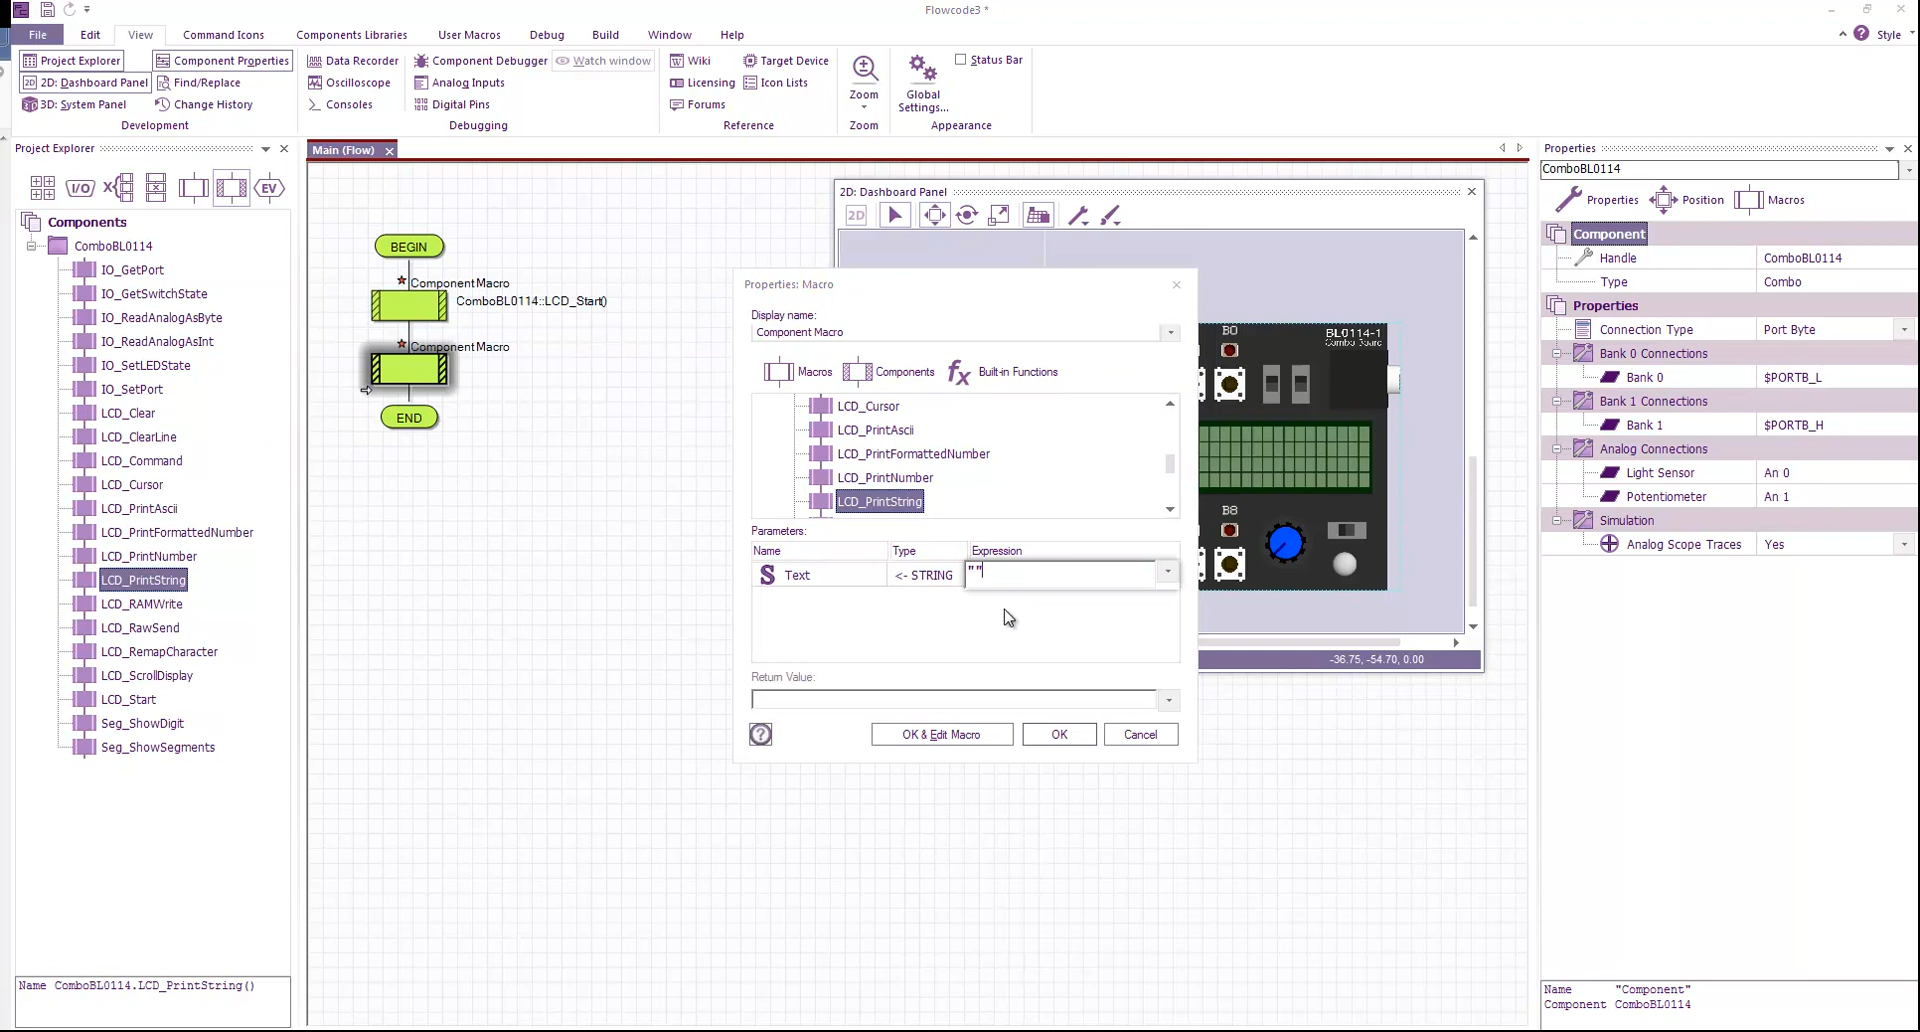 Flowcode3 *
File Edit View Command Icons Components Libraries User Macros Debug Build Window Help Style
Project Explorer Component Properties Data Recorder Component Debugger Watch window Wiki Target Device Status Bar
2D: Dashboard Panel Find/Replace Oscilloscope Analog Inputs Licensing Icon Lists Zoom Global Settings...
3D: System Panel Change History Consoles Digital Pins Forums
Development Debugging Reference Zoom Appearance
Project Explorer
I/O EV
Components
ComboBL0114
IO_GetPort
IO_GetSwitchState
IO_ReadAnalogAsByte
IO_ReadAnalogAsInt
IO_SetLEDState
IO_SetPort
LCD_Clear
LCD_ClearLine
LCD_Command
LCD_Cursor
LCD_PrintAscii
LCD_PrintFormattedNumber
LCD_PrintNumber
LCD_PrintString
LCD_RAMWrite
LCD_RawSend
LCD_RemapCharacter
LCD_ScrollDisplay
LCD_Start
Seg_ShowDigit
Seg_ShowSegments
Name ComboBL0114.LCD_PrintString()
Main (Flow)
BEGIN
Component Macro
ComboBL0114::LCD_Start()
Component Macro
END
2D: Dashboard Panel
2D
B0
BL0114-1
Combo Board
B8
-36.75, -54.70, 0.00
Properties: Macro
Display name:
Component Macro
Macros Components fx Built-in Functions
LCD_Cursor
LCD_PrintAscii
LCD_PrintFormattedNumber
LCD_PrintNumber
LCD_PrintString
Parameters:
Name Type Expression
S Text <- STRING ""
Return Value:
OK & Edit Macro OK Cancel
Properties
ComboBL0114
Properties Position Macros
Component
Handle ComboBL0114
Type Combo
Properties
Connection Type Port Byte
Bank 0 Connections
Bank 0 $PORTB_L
Bank 1 Connections
Bank 1 $PORTB_H
Analog Connections
Light Sensor An 0
Potentiometer An 1
Simulation
Analog Scope Traces Yes
Name "Component"
Component ComboBL0114